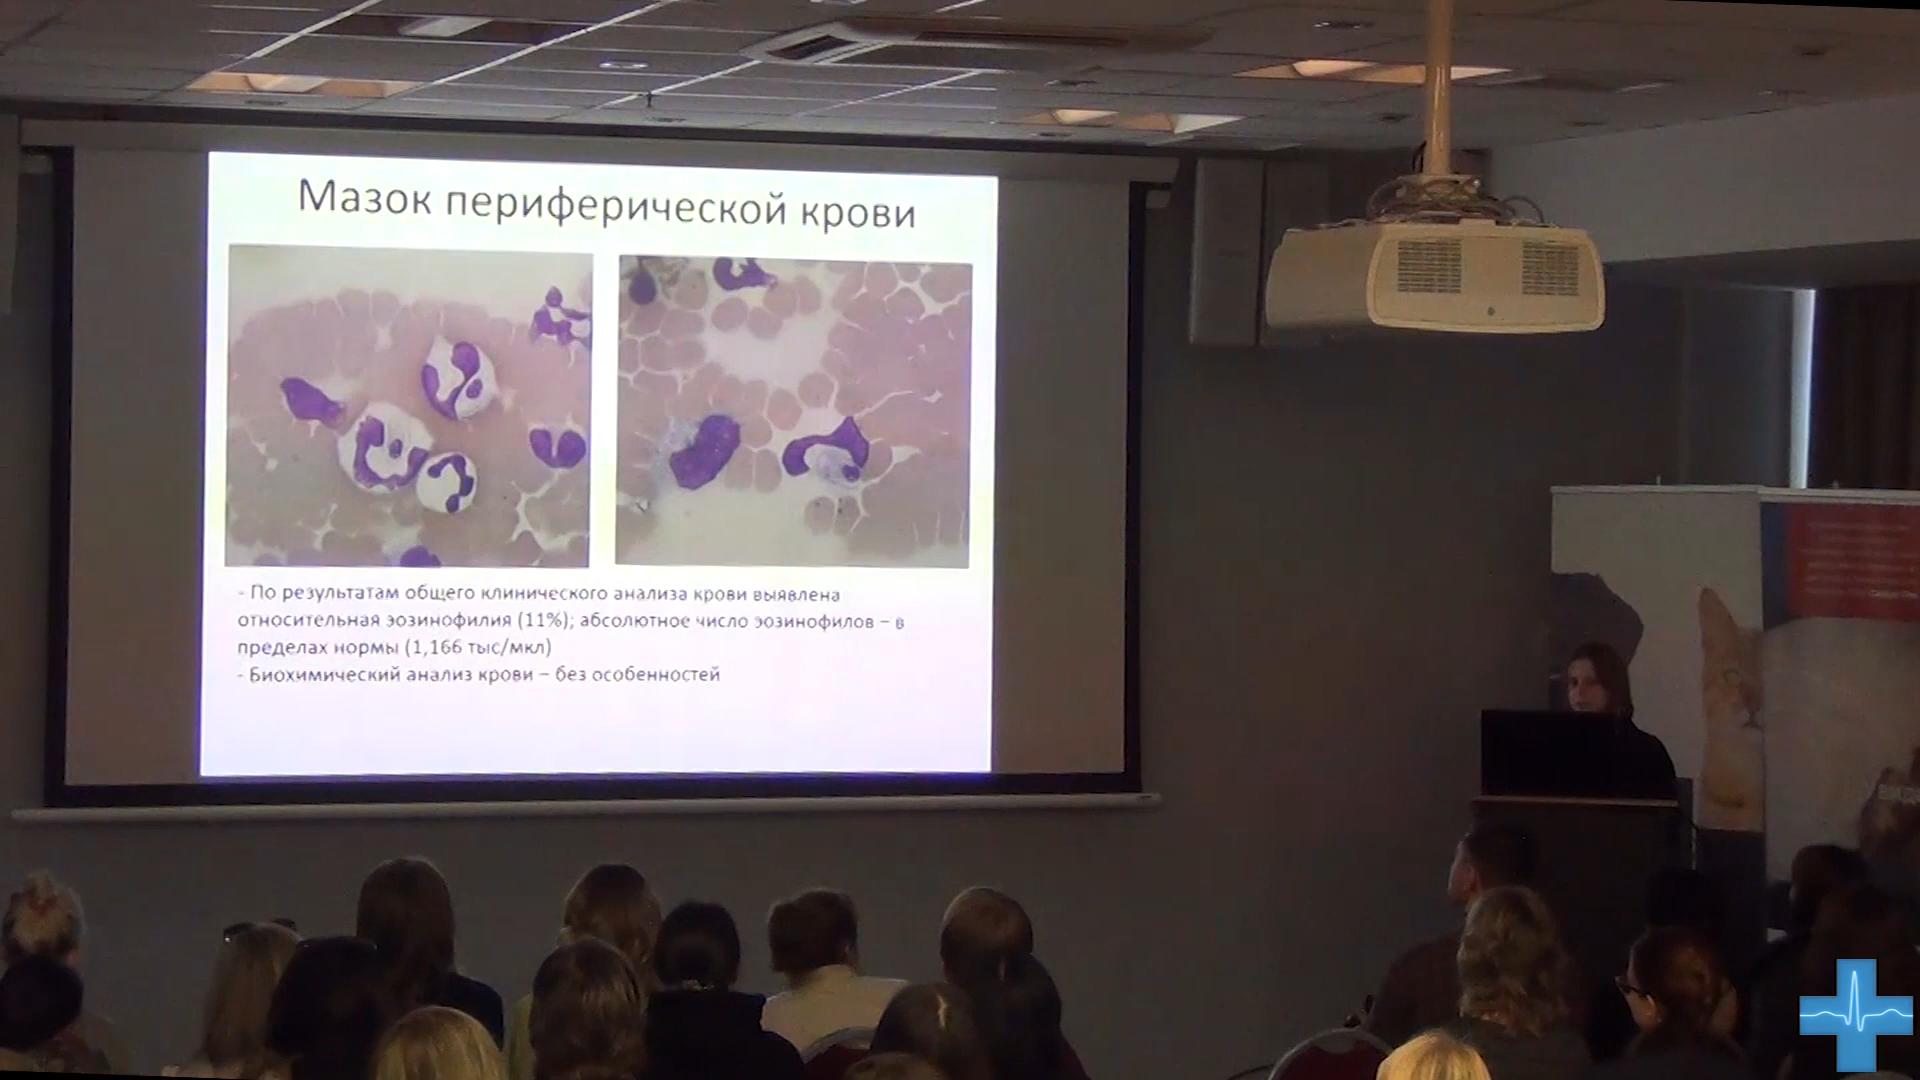 Мазок периферической крови
- По результатам общего клинического анализа крови выявлена
относительная эозинофилия (11%); абсолютное число эозинофилов – в
пределах нормы (1,166 тыс/мкл)
- Биохимический анализ крови – без особенностей